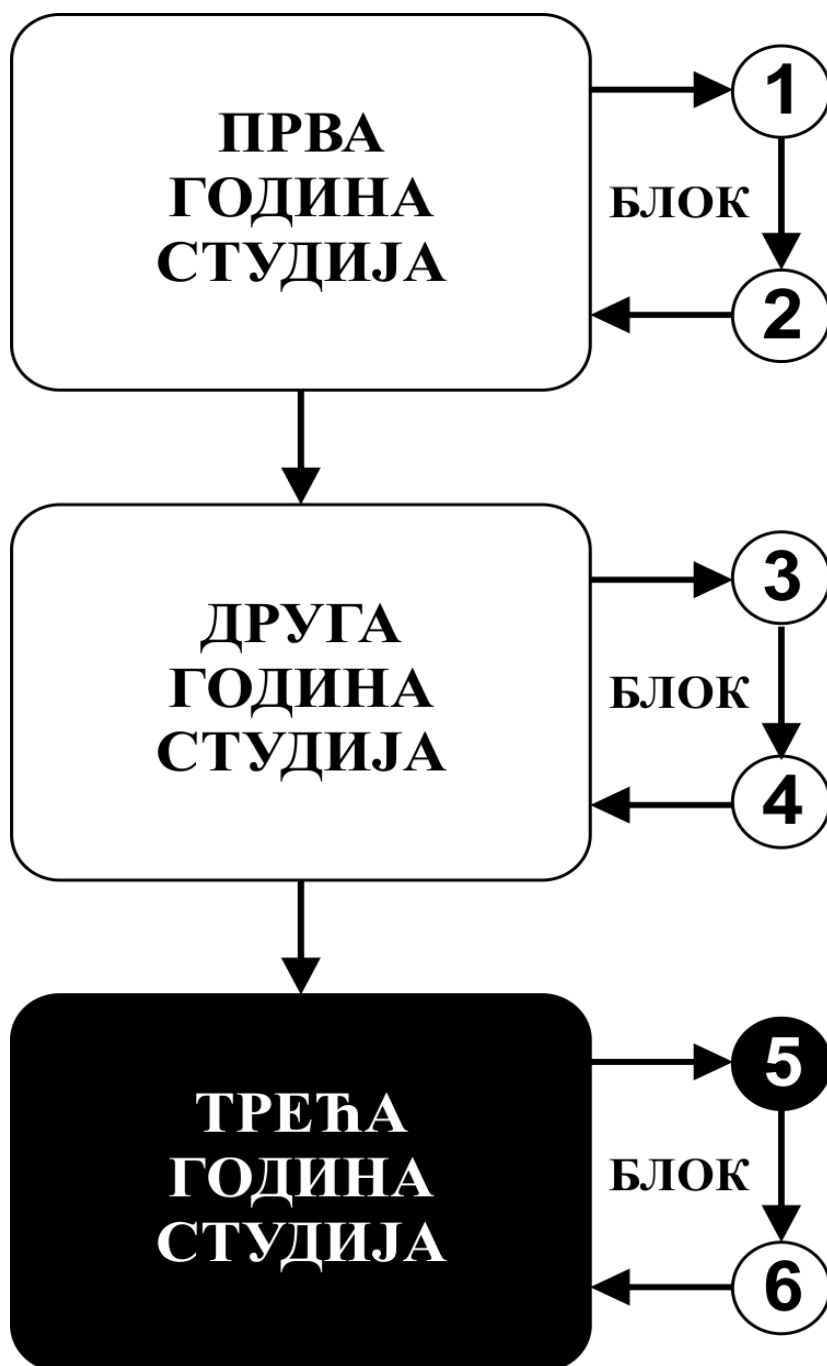 ПРВА
ГОДИНА
СТУДИЈА
1
БЛОК
2
ДРУГА
ГОДИНА
СТУДИЈА
3
БЛОК
4
ТРЕЋА
ГОДИНА
СТУДИЈА
5
БЛОК
6